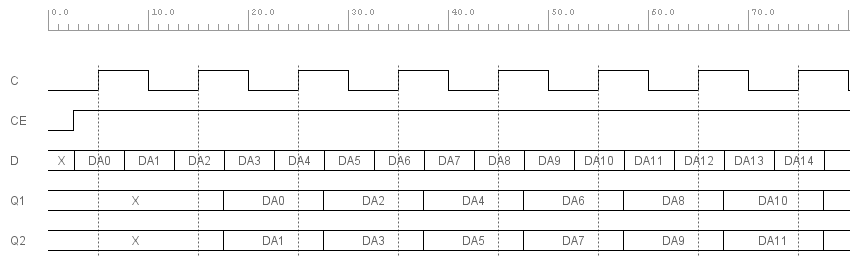 0.0 10.0 20.0 30.0 40.0 50.0 60.0 70.0
C
CE
D X DA0 DA1 DA2 DA3 DA4 DA5 DA6 DA7 DA8 DA9 DA10 DA11 DA12 DA13 DA14
Q1 X DA0 DA2 DA4 DA6 DA8 DA10
Q2 X DA1 DA3 DA5 DA7 DA9 DA11